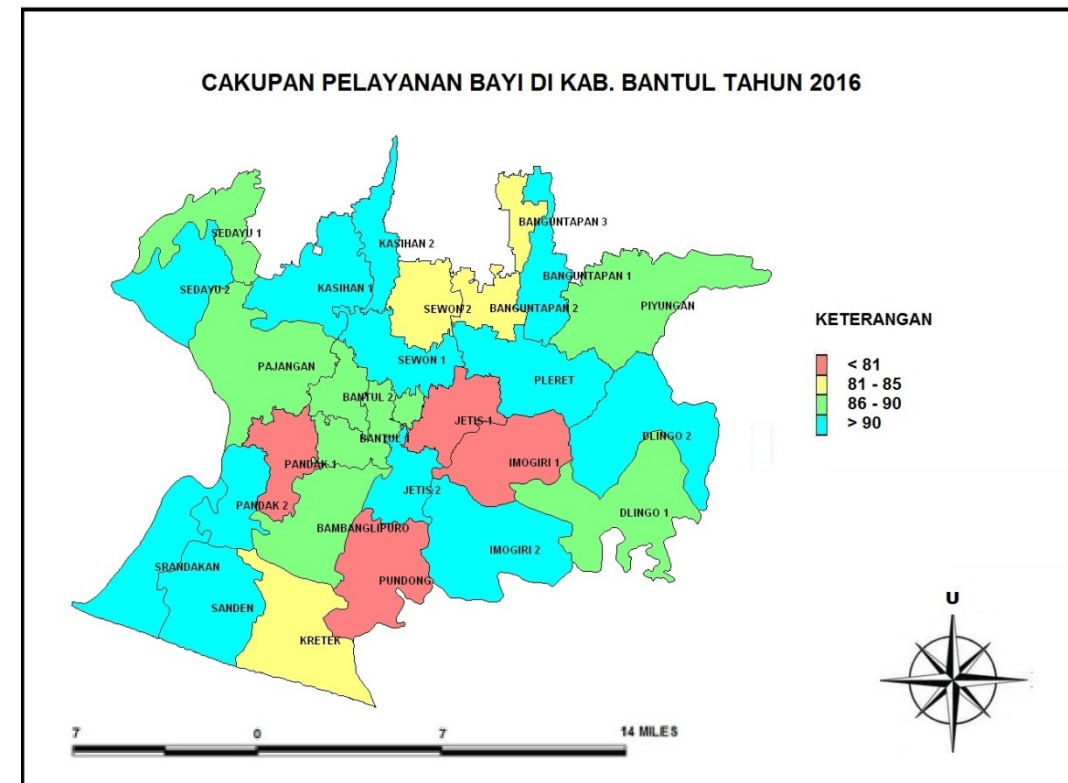 CAKUPAN PELAYANAN BAYI DI KAB. BANTUL TAHUN 2016
SEDAYU 1
BANGUNTAPAN 3
KASIHAN 2
BANGUNTAPAN 1
SEDAYU 2
KASIHAN 1
PIYUNGAN
SEWON 2
BANGUNTAPAN 2
SEWON 1
PAJANGAN
PLERET
BANTUL 2
JETIS 1
BANTUL 1
DLINGO 2
PANDAK 1
IMOGIRI 1
JETIS 2
PANDAK 2
DLINGO 1
BAMBANGLIPURO
IMOGIRI 2
SRANDAKAN
PUNDONG
SANDEN
KRETEK
KETERANGAN
< 81
81 - 85
86 - 90
> 90
U
7 0 7 14 MILES